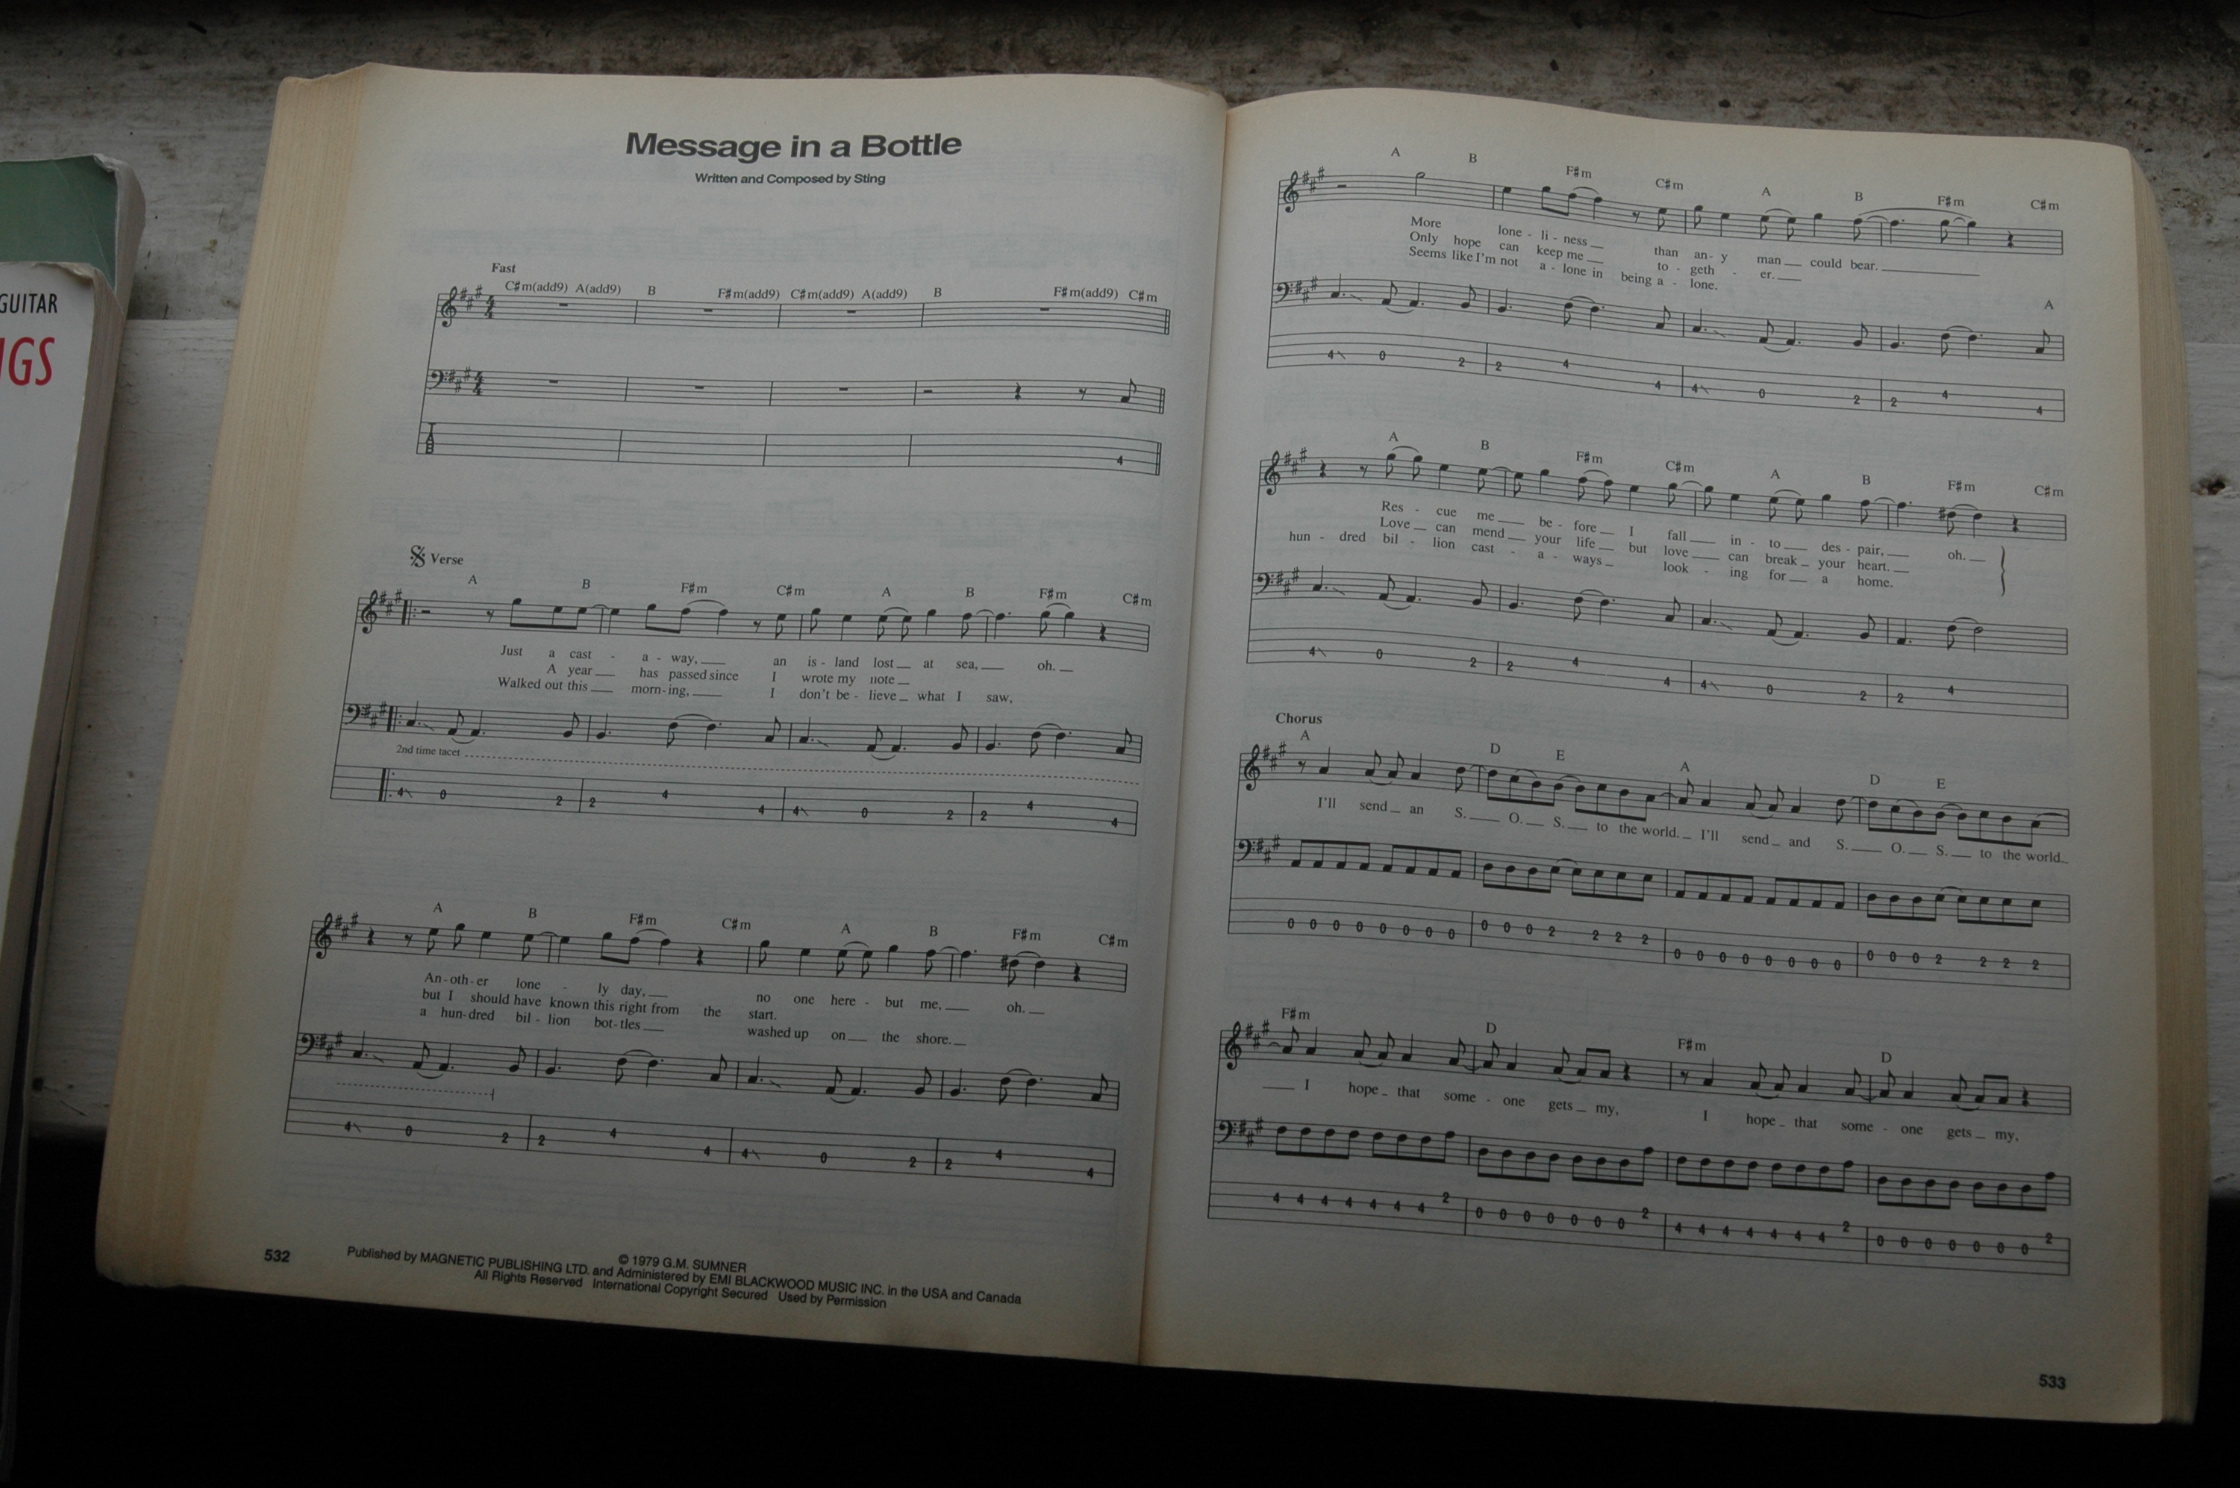 GUITAR
NGS
Message in a Bottle
Written and Composed by Sting
Fast
C♯m(add9) A(add9) B F♯m(add9) C♯m(add9) A(add9) B F♯m(add9) C♯m
4
Verse
A B F♯m C♯m A B F♯m C♯m
Just a cast - a - way, an is - land lost at sea, oh.
A year has passed since I wrote my note
Walked out this morn - ing, I don't be - lieve what I saw,
2nd time tacet
4 0 2 2 4 4 4 0 2 2 4 4
A B F♯m C♯m A B F♯m C♯m
An - oth - er lone - ly day, no one here - but me, oh.
but I should have known this right from the start.
a hun - dred bil - lion bot - tles washed up on the shore.
4 0 2 2 4 4 4 0 2 2 4 4
532
© 1979 G.M. SUMNER
Published by MAGNETIC PUBLISHING LTD. and Administered by EMI BLACKWOOD MUSIC INC. in the USA and Canada
All Rights Reserved International Copyright Secured Used by Permission
A B F♯m C♯m A B F♯m C♯m
More lone - li - ness than an - y man could bear.
Only hope can keep me to - geth - er.
Seems like I'm not a - lone in being a - lone.
A
4 0 2 2 4 4 4 0 2 2 4 4
A B F♯m C♯m A B F♯m C♯m
Res - cue me be - fore I fall in - to des - pair, oh.
Love can mend your life but love can break your heart.
hun - dred bil - lion cast - a - ways look - ing for a home.
4 0 2 2 4 4 4 0 2 2 4
Chorus
A D E A D E
I'll send an S. O. S. to the world. I'll send and S. O. S. to the world.
0 0 0 0 0 0 0 0 0 0 0 2 2 2 2 0 0 0 0 0 0 0 0 0 0 0 2 2 2 2
F♯m D F♯m D
I hope that some - one gets my, I hope that some - one gets my,
4 4 4 4 4 4 4 2 0 0 0 0 0 0 0 2 4 4 4 4 4 4 4 2 0 0 0 0 0 0 0 2
533